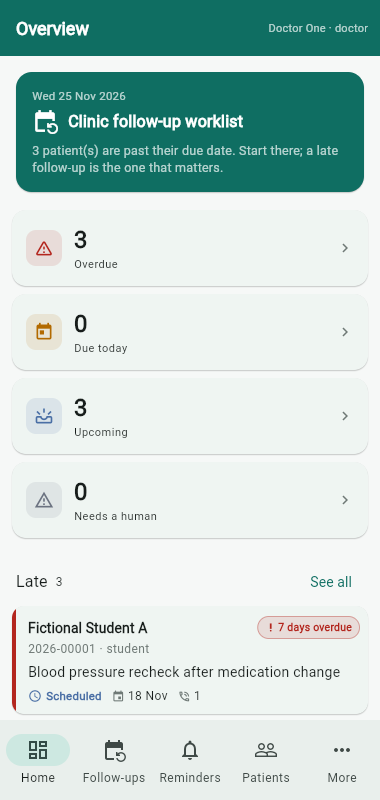 Overview
Doctor One · doctor
Wed 25 Nov 2026
Clinic follow-up worklist
3 patient(s) are past their due date. Start there; a late
follow-up is the one that matters.
3
Overdue
0
Due today
3
Upcoming
0
Needs a human
Late 3
See all
Fictional Student A
! 7 days overdue
2026-00001 · student
Blood pressure recheck after medication change
Scheduled
18 Nov
1
Home
Follow-ups
Reminders
Patients
More